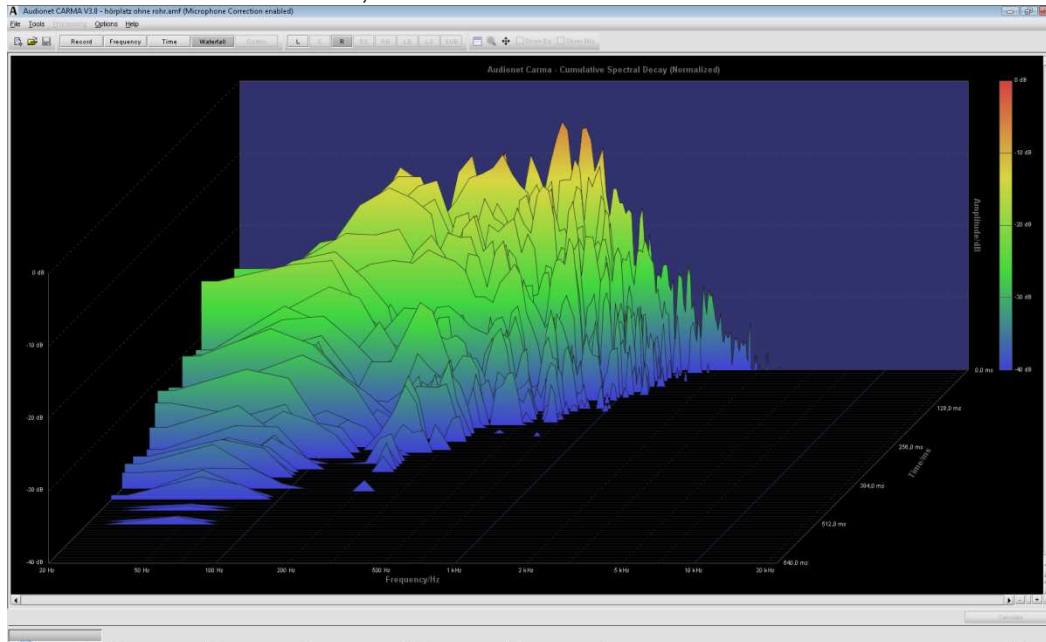 Audionet CARMA V3.0 - hörplatz ohne rohr.amf (Microphone Correction enabled)
File Tools Processing Options Help
Record Frequency Time Waterfall L R SUB
Audionet Carma - Cumulative Spectral Decay (Normalized)
0 dB
-10 dB
-20 dB
-30 dB
-40 dB
Amplitude/dB
0 dB
-10 dB
-20 dB
-30 dB
-40 dB
0,0 ms
128,0 ms
256,0 ms
384,0 ms
512,0 ms
640,0 ms
Time/ms
20 Hz 50 Hz 100 Hz 200 Hz 500 Hz 1 kHz 2 kHz 5 kHz 10 kHz 20 kHz
Frequency/Hz